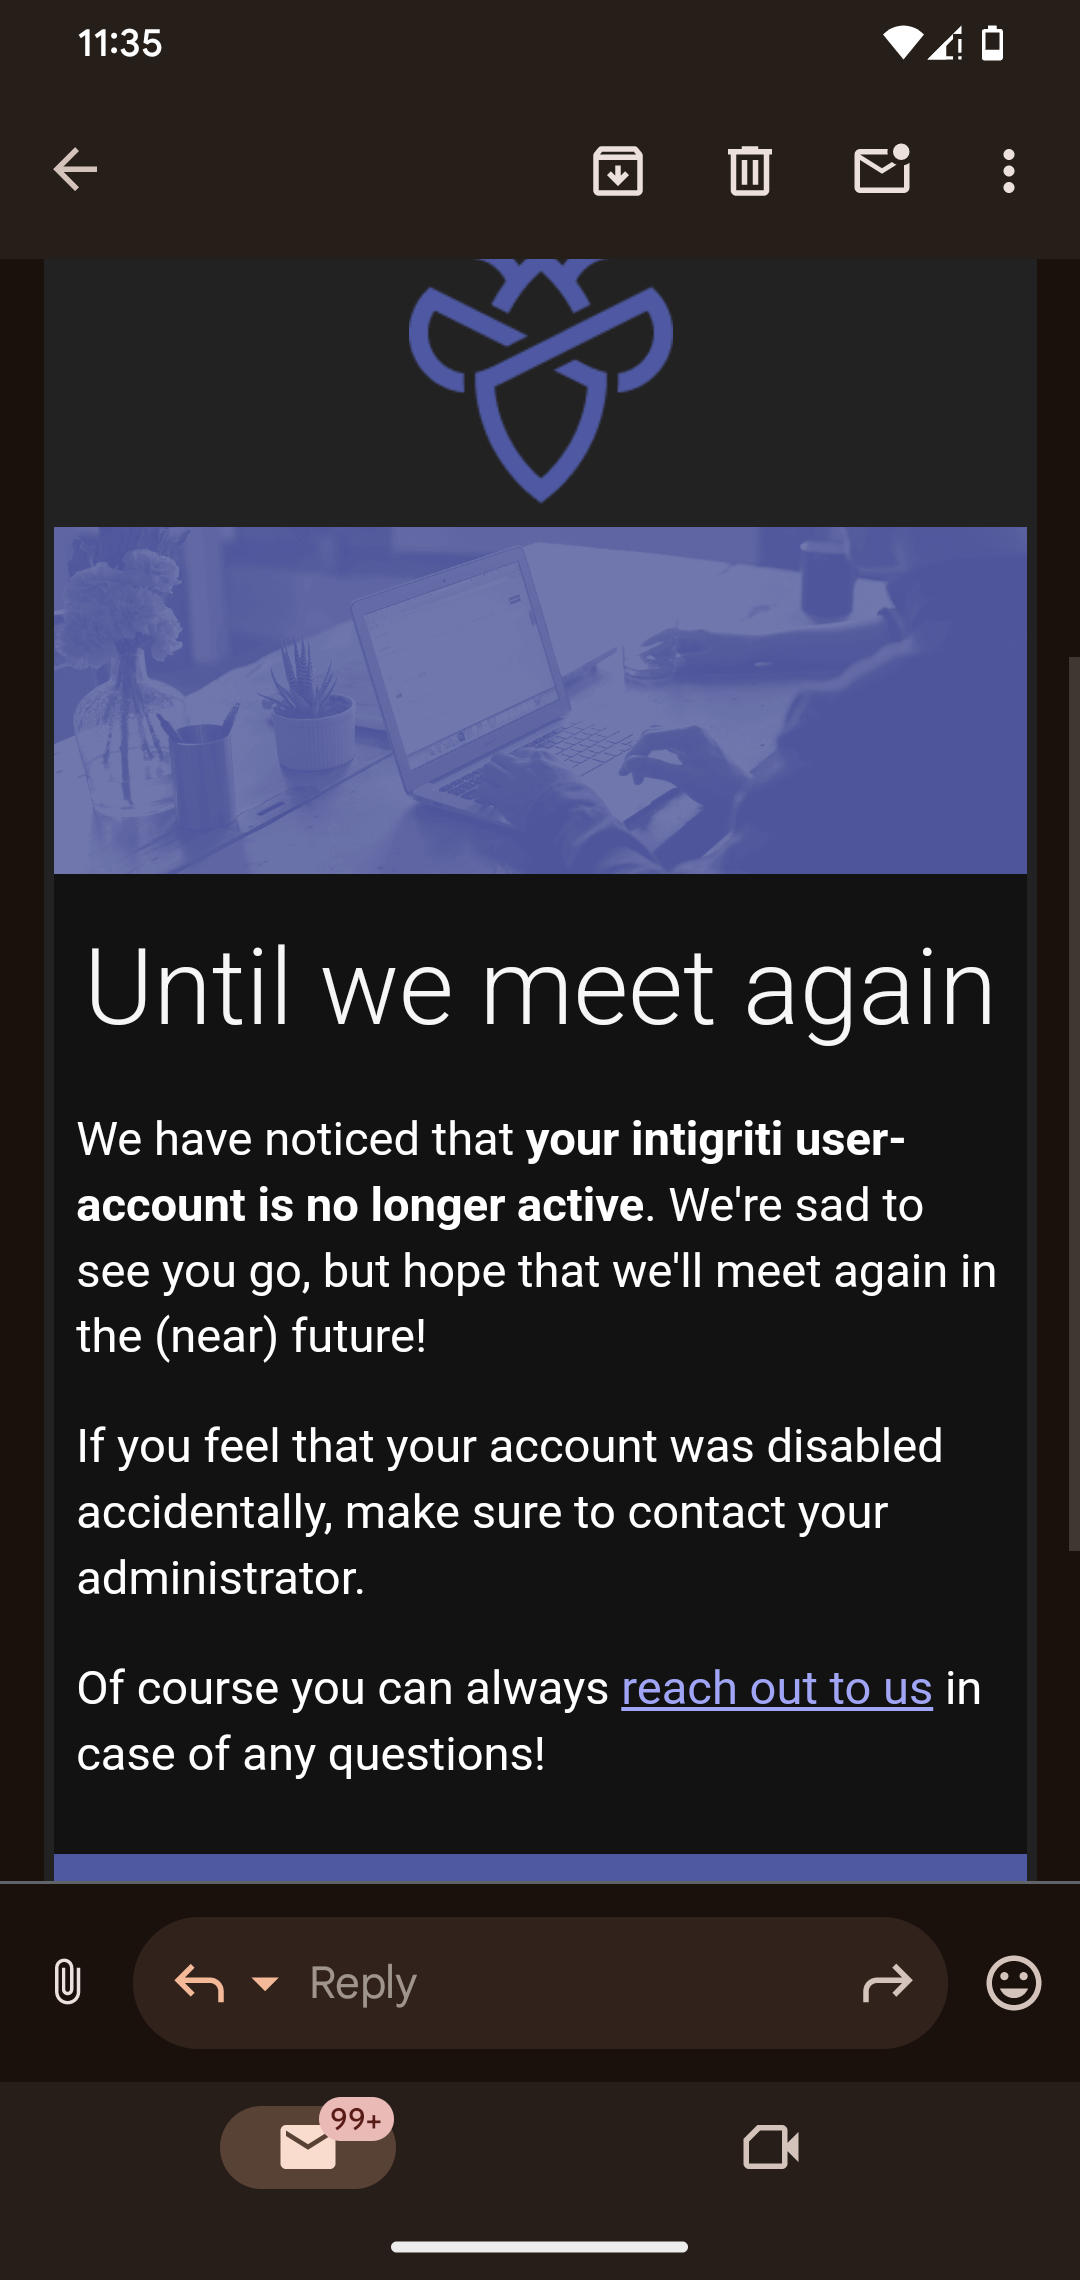 11:35
Until we meet again
We have noticed that your intigriti user-
account is no longer active. We're sad to
see you go, but hope that we'll meet again in
the (near) future!
If you feel that your account was disabled
accidentally, make sure to contact your
administrator.
Of course you can always reach out to us in
case of any questions!
Reply
99+